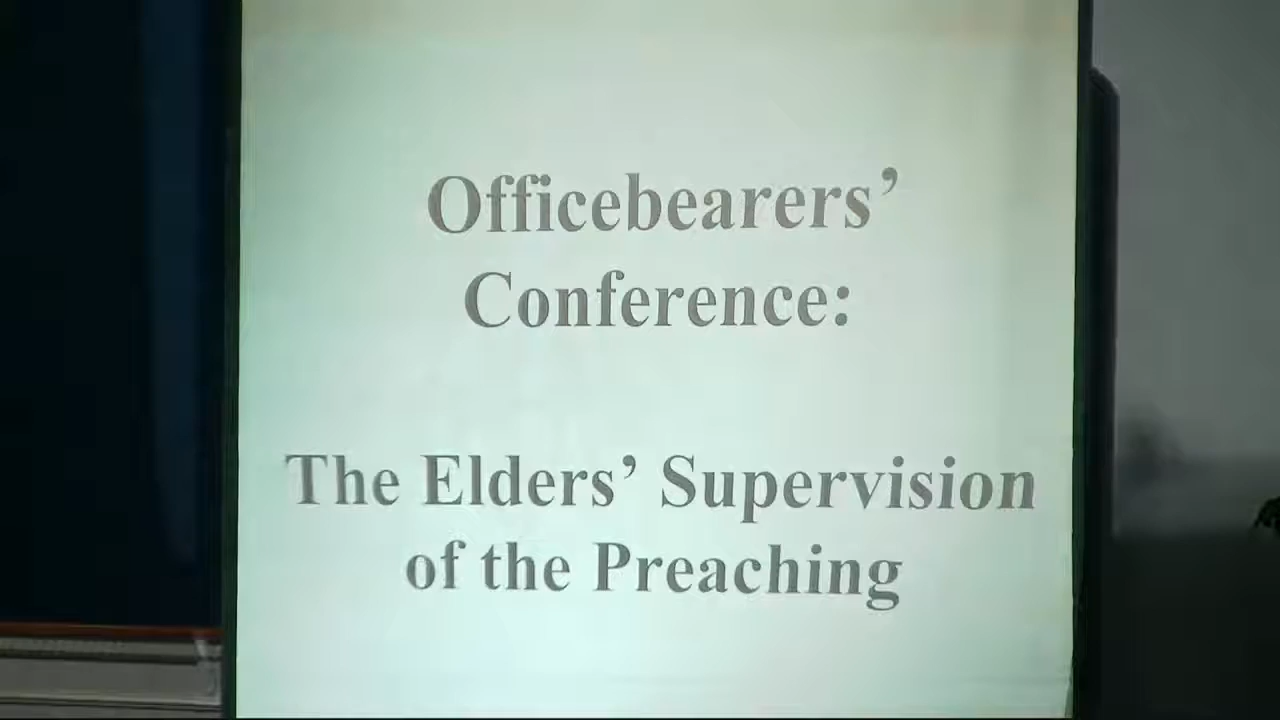 Officebearers’
Conference:
The Elders’ Supervision
of the Preaching